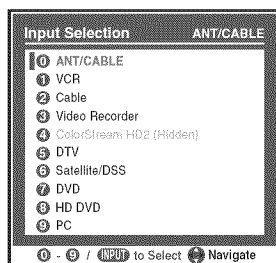 Input Selection ANT/CABLE
0 ANT/CABLE
1 VCR
2 Cable
3 Video Recorder
4 ColorStream HD2 (Hidden)
5 DTV
6 Satellite/DSS
7 DVD
8 HD DVD
9 PC
0 - 9 / INPUT to Select Navigate